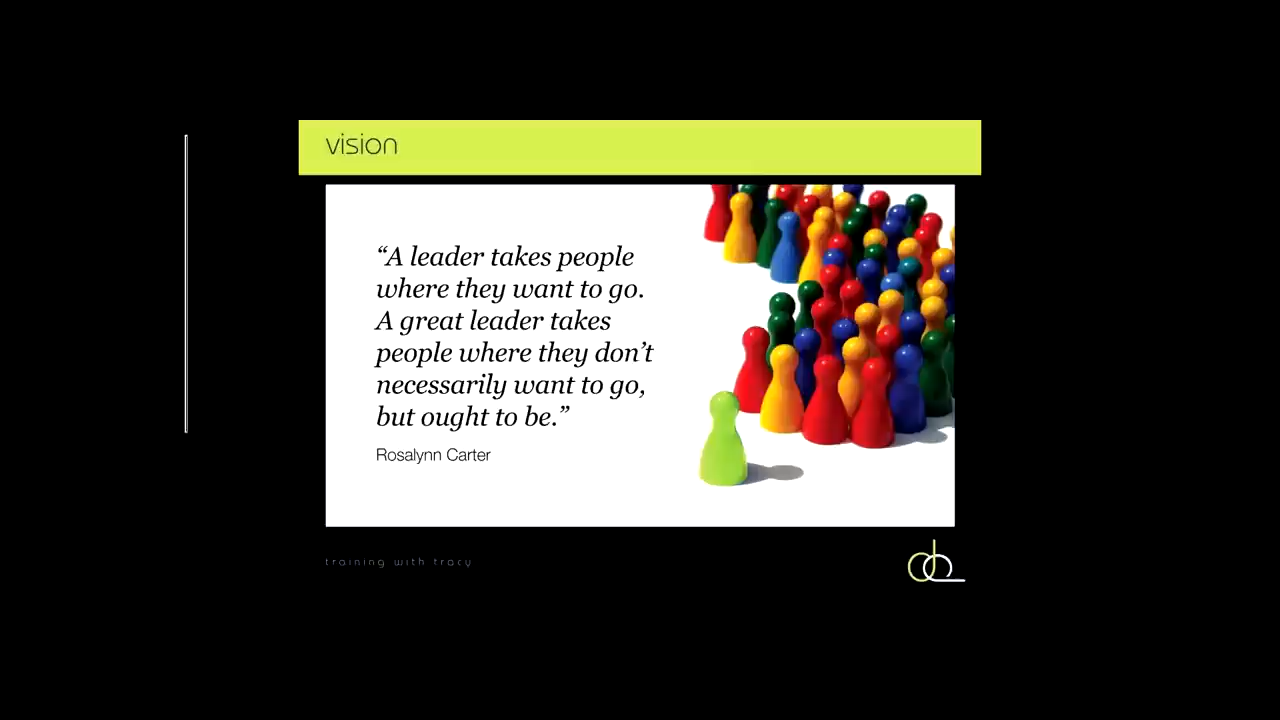 vision
“A leader takes people
where they want to go.
A great leader takes
people where they don’t
necessarily want to go,
but ought to be.”
Rosalynn Carter
training with tracy